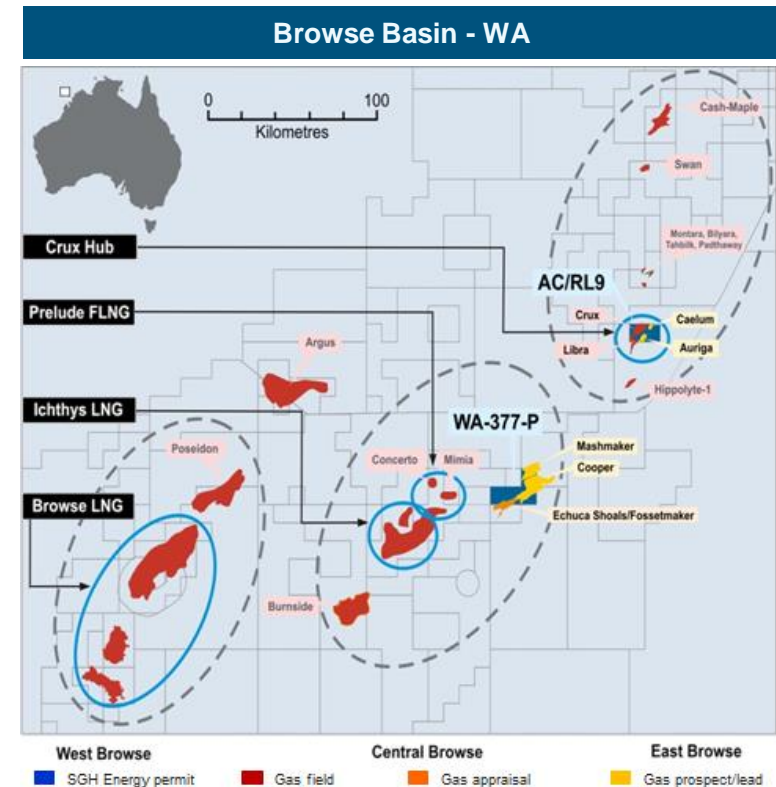 Browse Basin - WA
0 100
Kilometres
Cash-Maple
Swan
Montara, Bilyara,
Tahbilk, Padthaway
Crux Hub
AC/RL9
Prelude FLNG
Crux
Caelum
Argus
Libra
Auriga
Hippolyte-1
Ichthys LNG
WA-377-P
Mashmaker
Poseidon
Concerto
Mimia
Cooper
Browse LNG
Echuca Shoals/Fossetmaker
Burnside
West Browse
Central Browse
East Browse
SGH Energy permit
Gas field
Gas appraisal
Gas prospect/lead